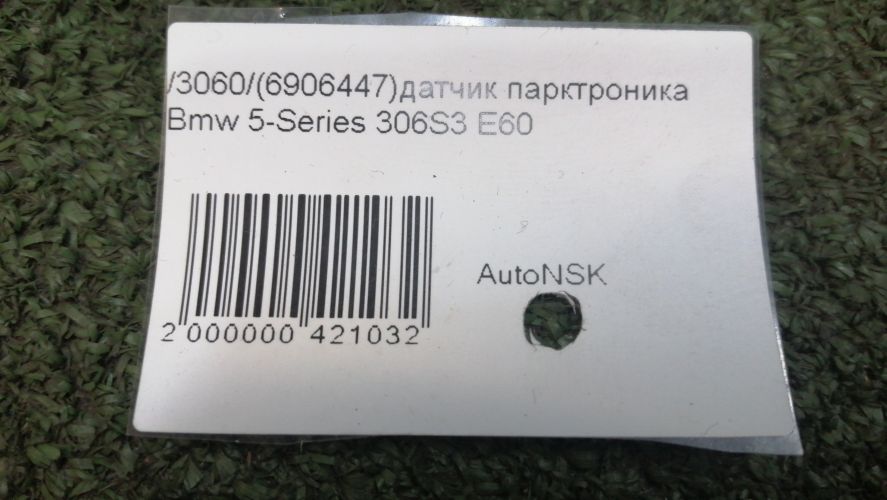 /3060/(6906447)датчик парктроника
Bmw 5-Series 306S3 E60
AutoNSK
2 000000 421032